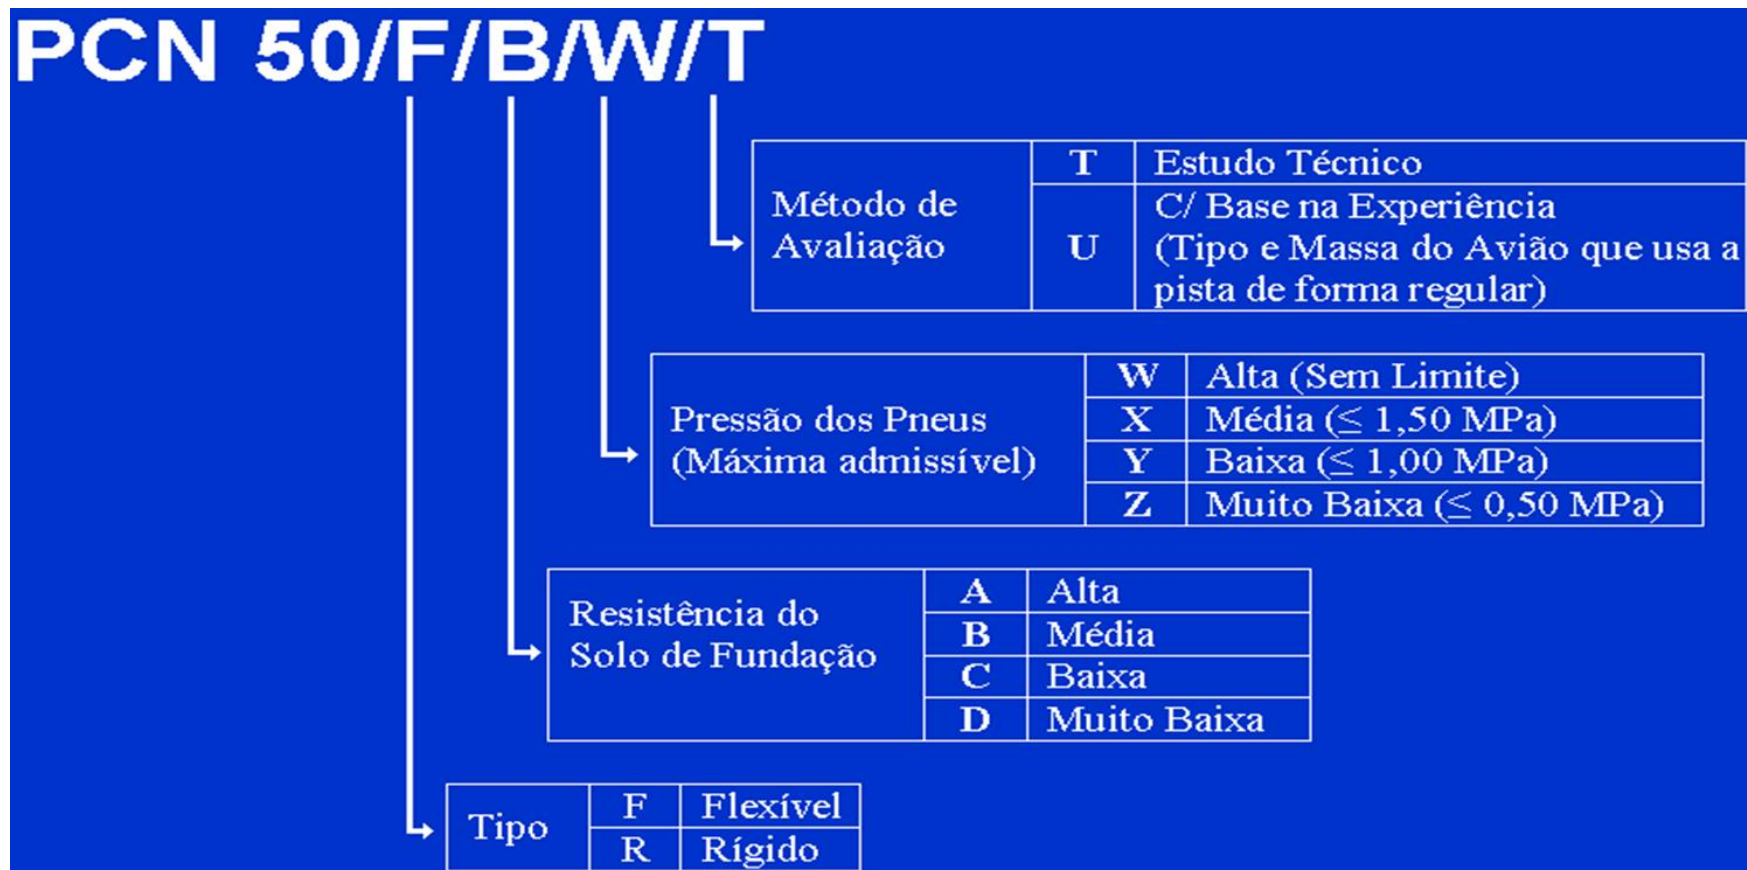 PCN 50/F/B/W/T
Método de
Avaliação
T
Estudo Técnico
U
C/ Base na Experiência
(Tipo e Massa do Avião que usa a
pista de forma regular)
Pressão dos Pneus
(Máxima admissível)
W
Alta (Sem Limite)
X
Média (≤ 1,50 MPa)
Y
Baixa (≤ 1,00 MPa)
Z
Muito Baixa (≤ 0,50 MPa)
Resistência do
Solo de Fundação
A
Alta
B
Média
C
Baixa
D
Muito Baixa
Tipo
F
Flexível
R
Rígido